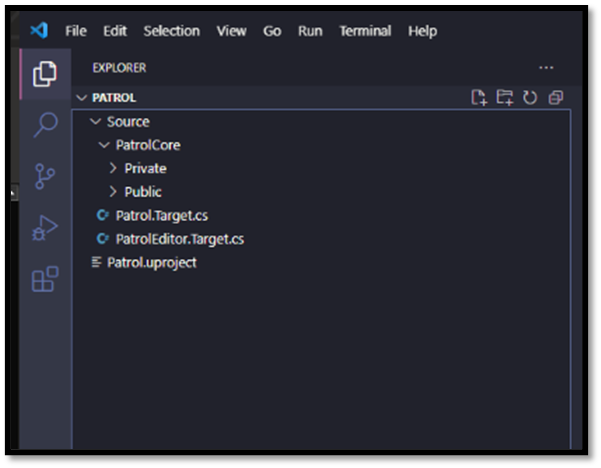 File Edit Selection View Go Run Terminal Help
EXPLORER ...
PATROL
Source
PatrolCore
Private
Public
Patrol.Target.cs
PatrolEditor.Target.cs
Patrol.uproject